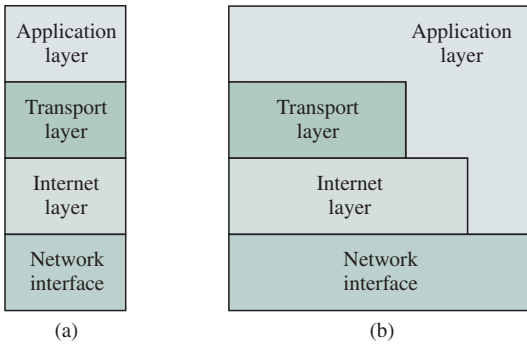 Application
layer
Transport
layer
Internet
layer
Network
interface
(a)
Application
layer
Transport
layer
Internet
layer
Network
interface
(b)